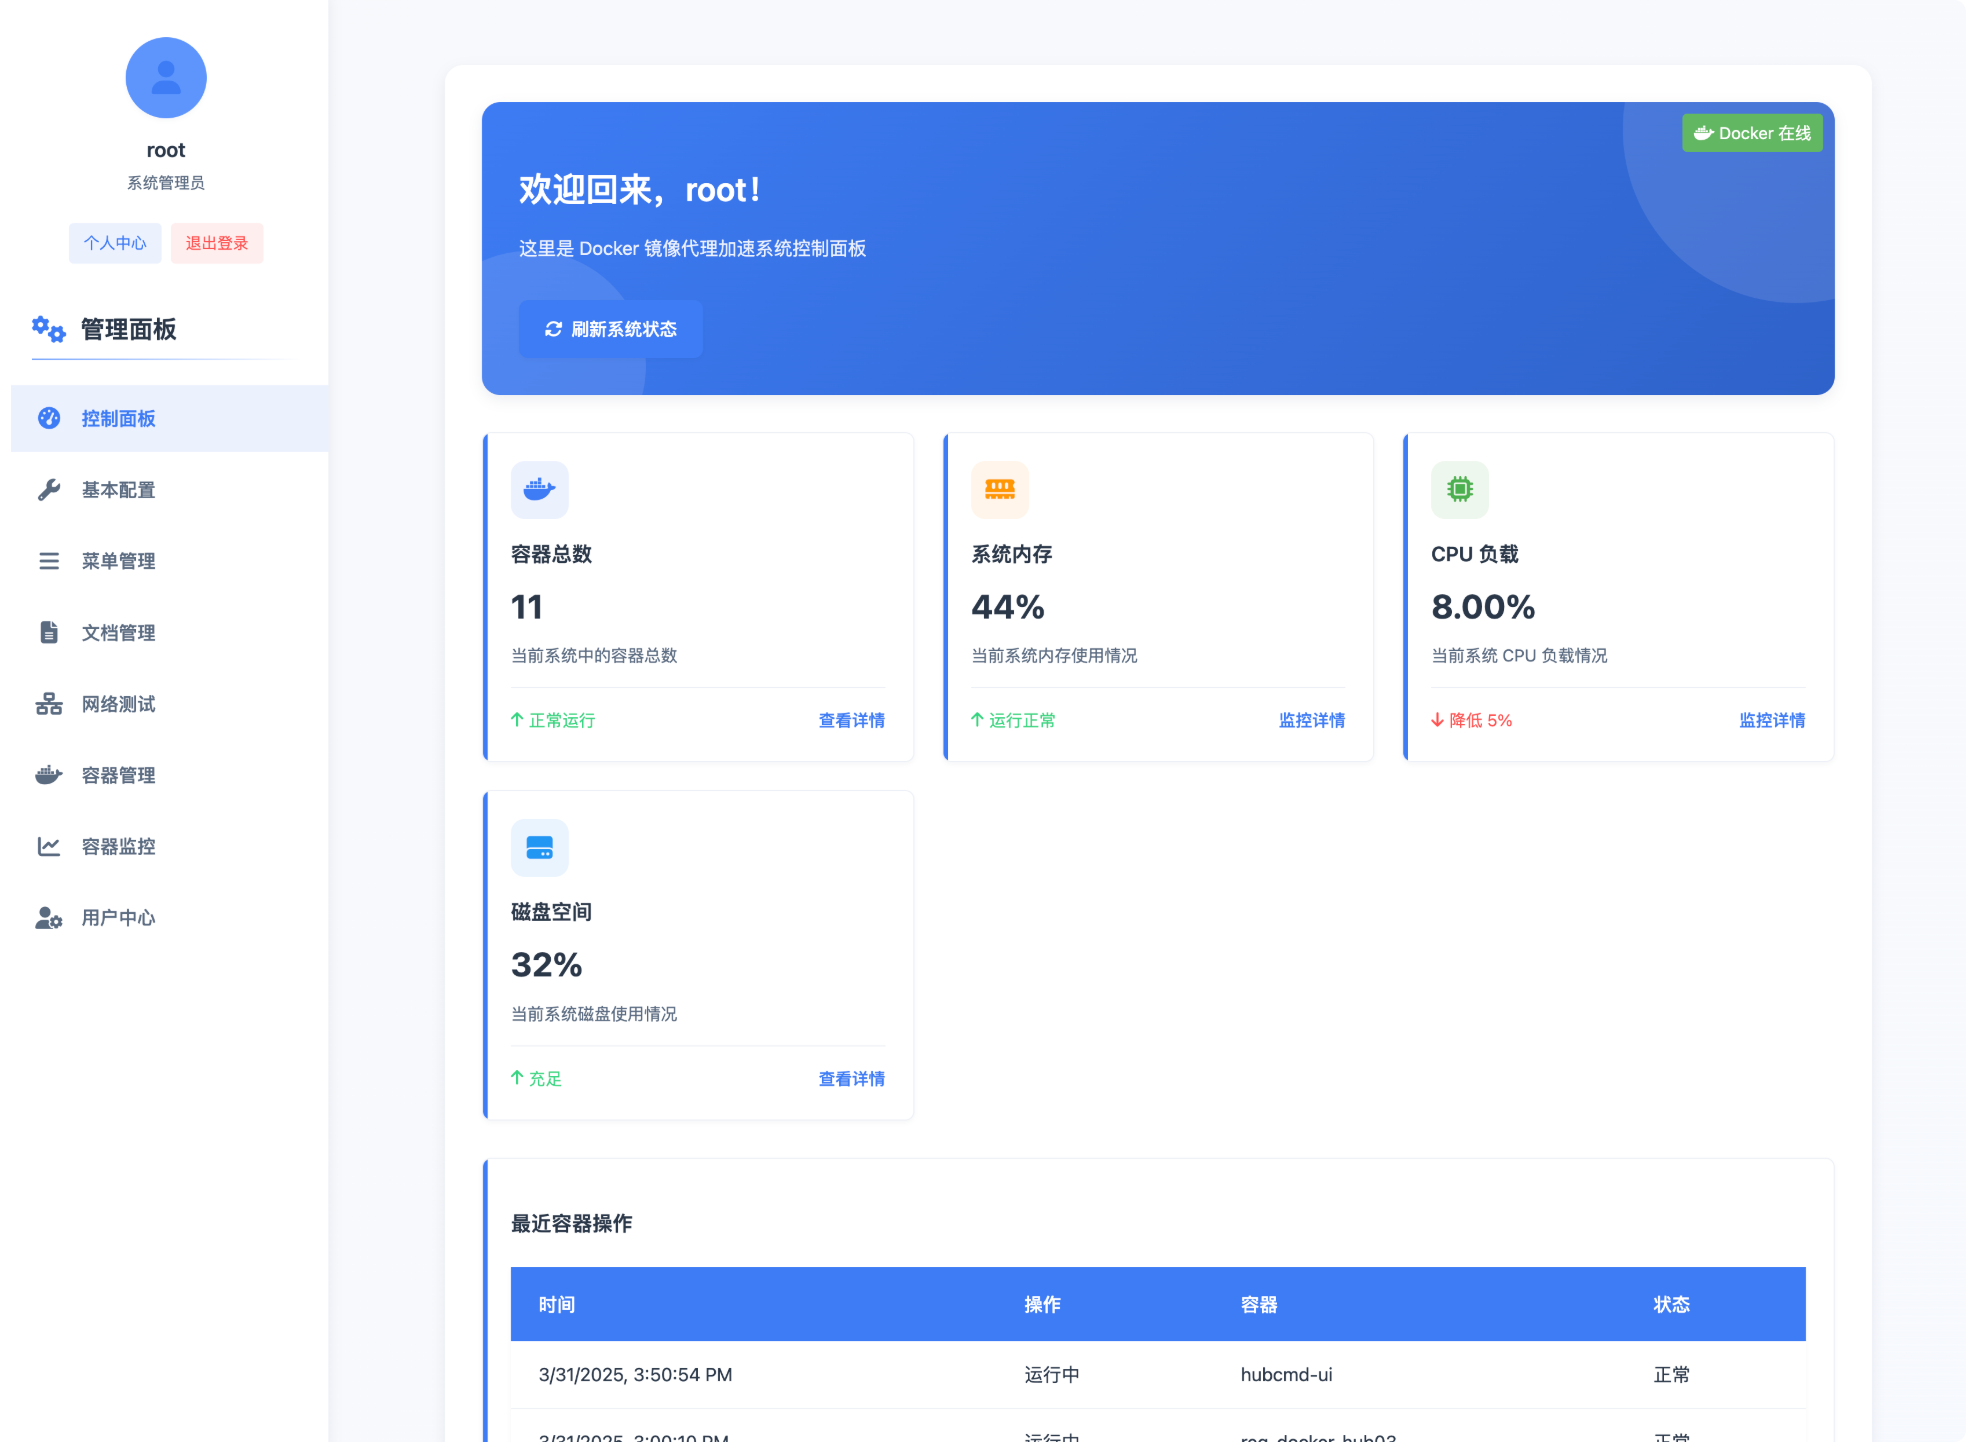 root
系统管理员
个人中心 退出登录
管理面板
控制面板
基本配置
菜单管理
文档管理
网络测试
容器管理
容器监控
用户中心
Docker 在线
欢迎回来，root！
这里是 Docker 镜像代理加速系统控制面板
刷新系统状态
容器总数
11
当前系统中的容器总数
正常运行 查看详情
系统内存
44%
当前系统内存使用情况
运行正常 监控详情
CPU 负载
8.00%
当前系统 CPU 负载情况
降低 5% 监控详情
磁盘空间
32%
当前系统磁盘使用情况
充足 查看详情
最近容器操作
时间 操作 容器 状态
3/31/2025, 3:50:54 PM 运行中 hubcmd-ui 正常
3/31/2025, 3:00:10 PM 运行中 正常